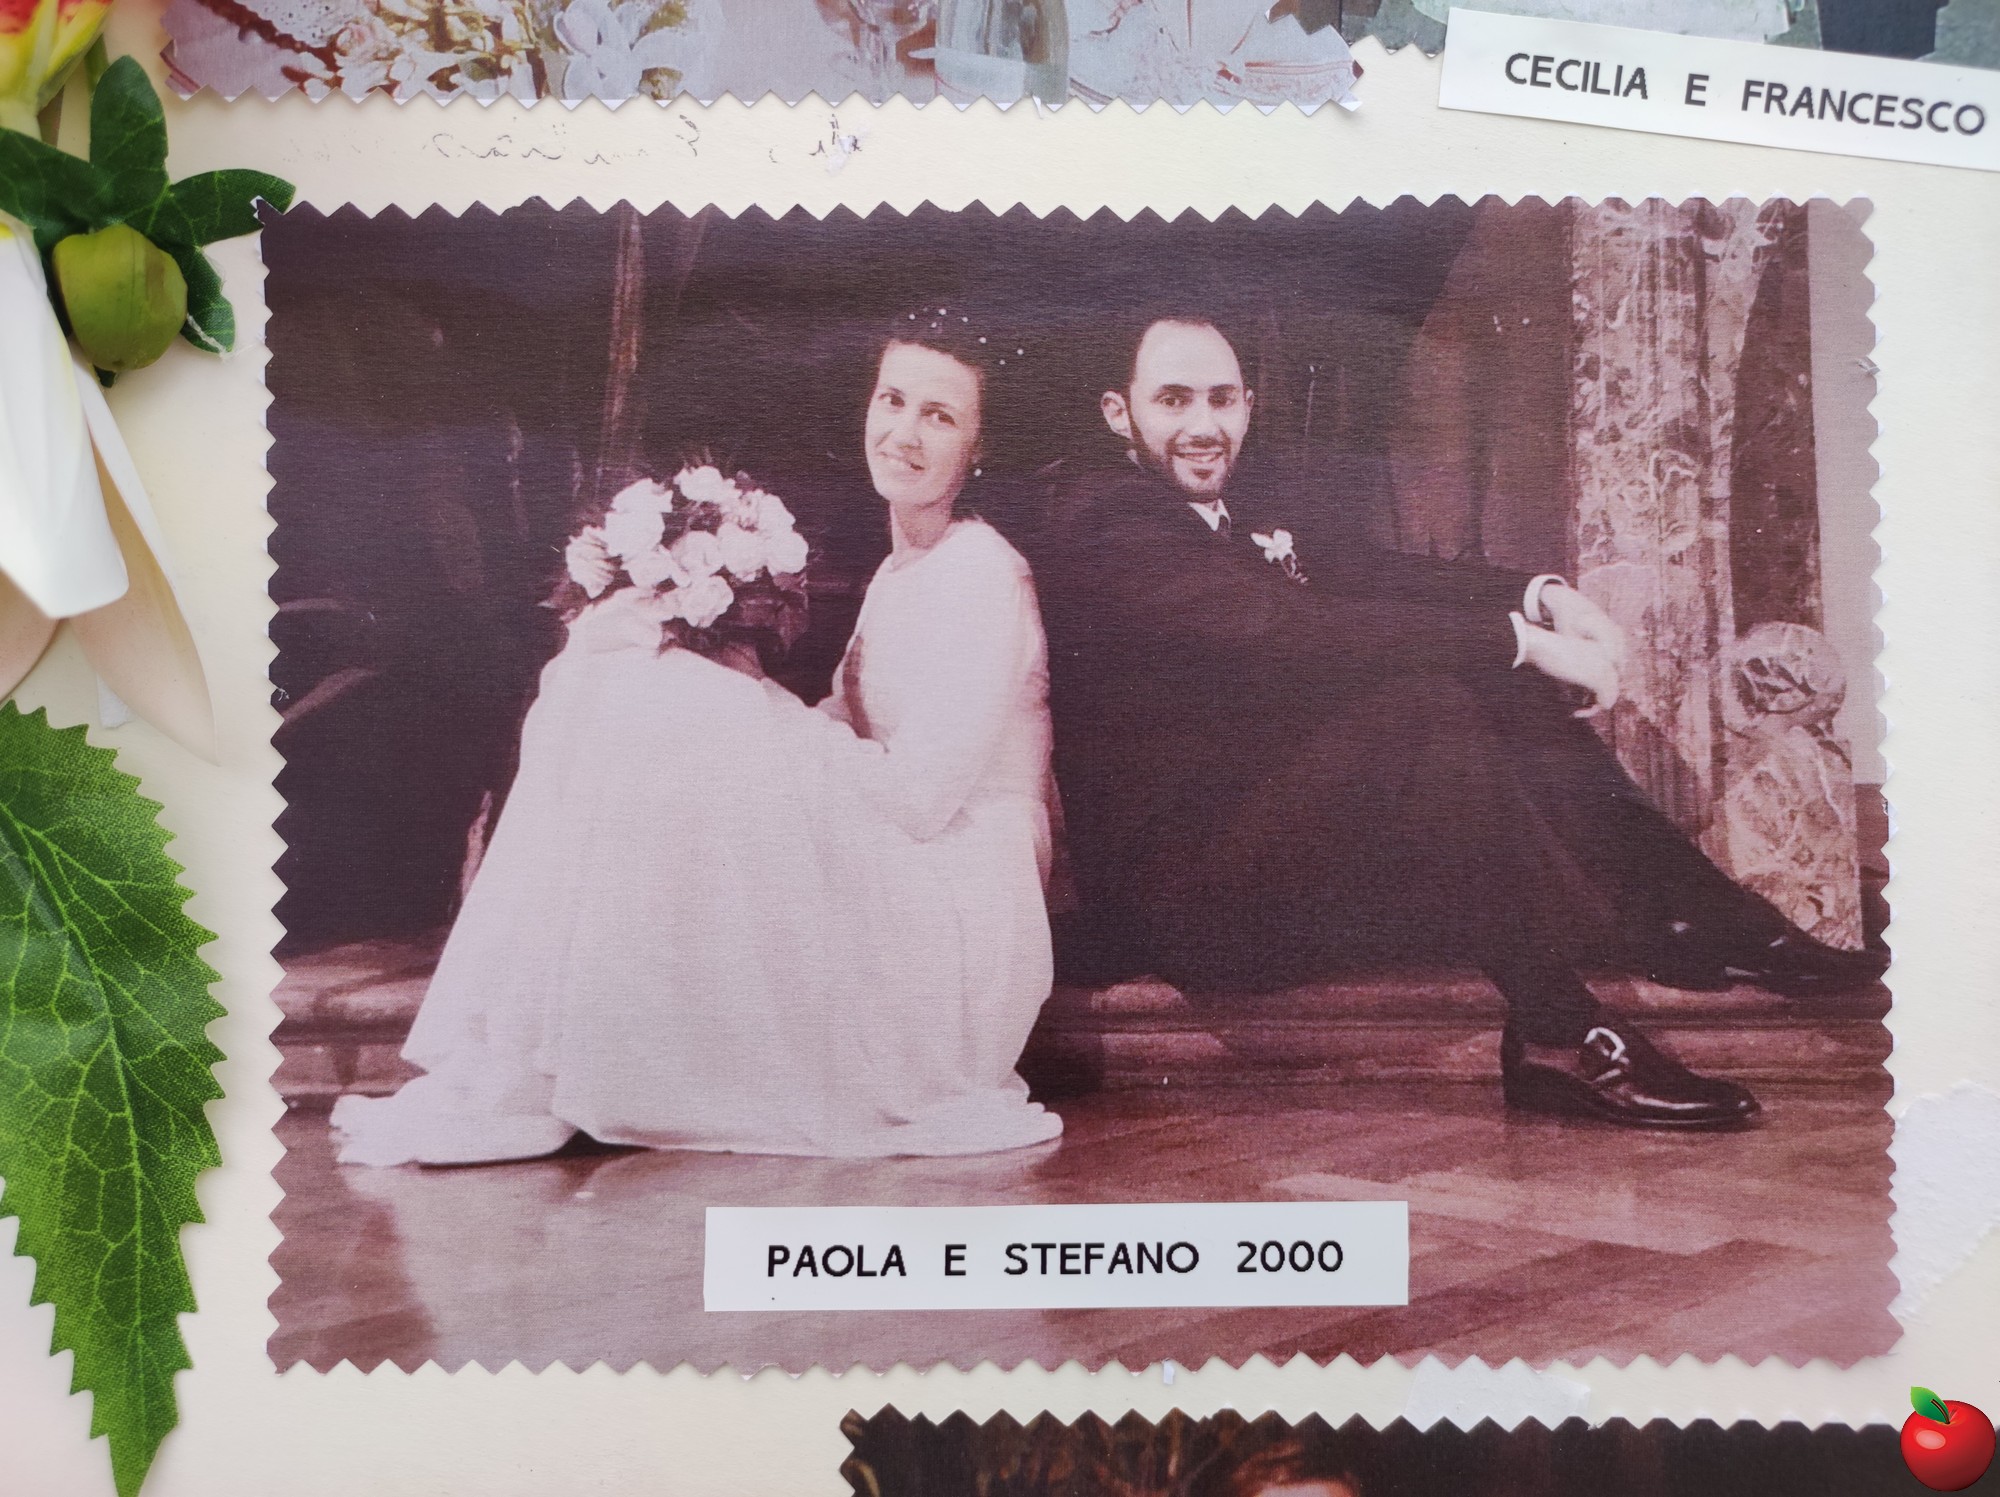 CECILIA E FRANCESCO
PAOLA E STEFANO 2000